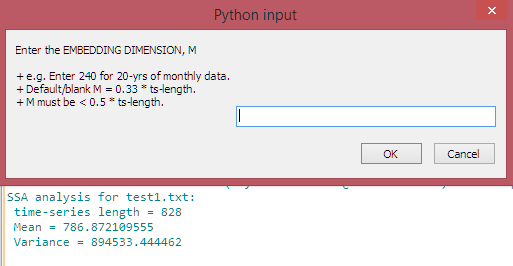 Python input
Enter the EMBEDDING DIMENSION, M
+ e.g. Enter 240 for 20-yrs of monthly data.
+ Default/blank M = 0.33 * ts-length.
+ M must be < 0.5 * ts-length.
OK
Cancel
SSA analysis for test1.txt:
time-series length = 828
Mean = 786.872109555
Variance = 894533.444462